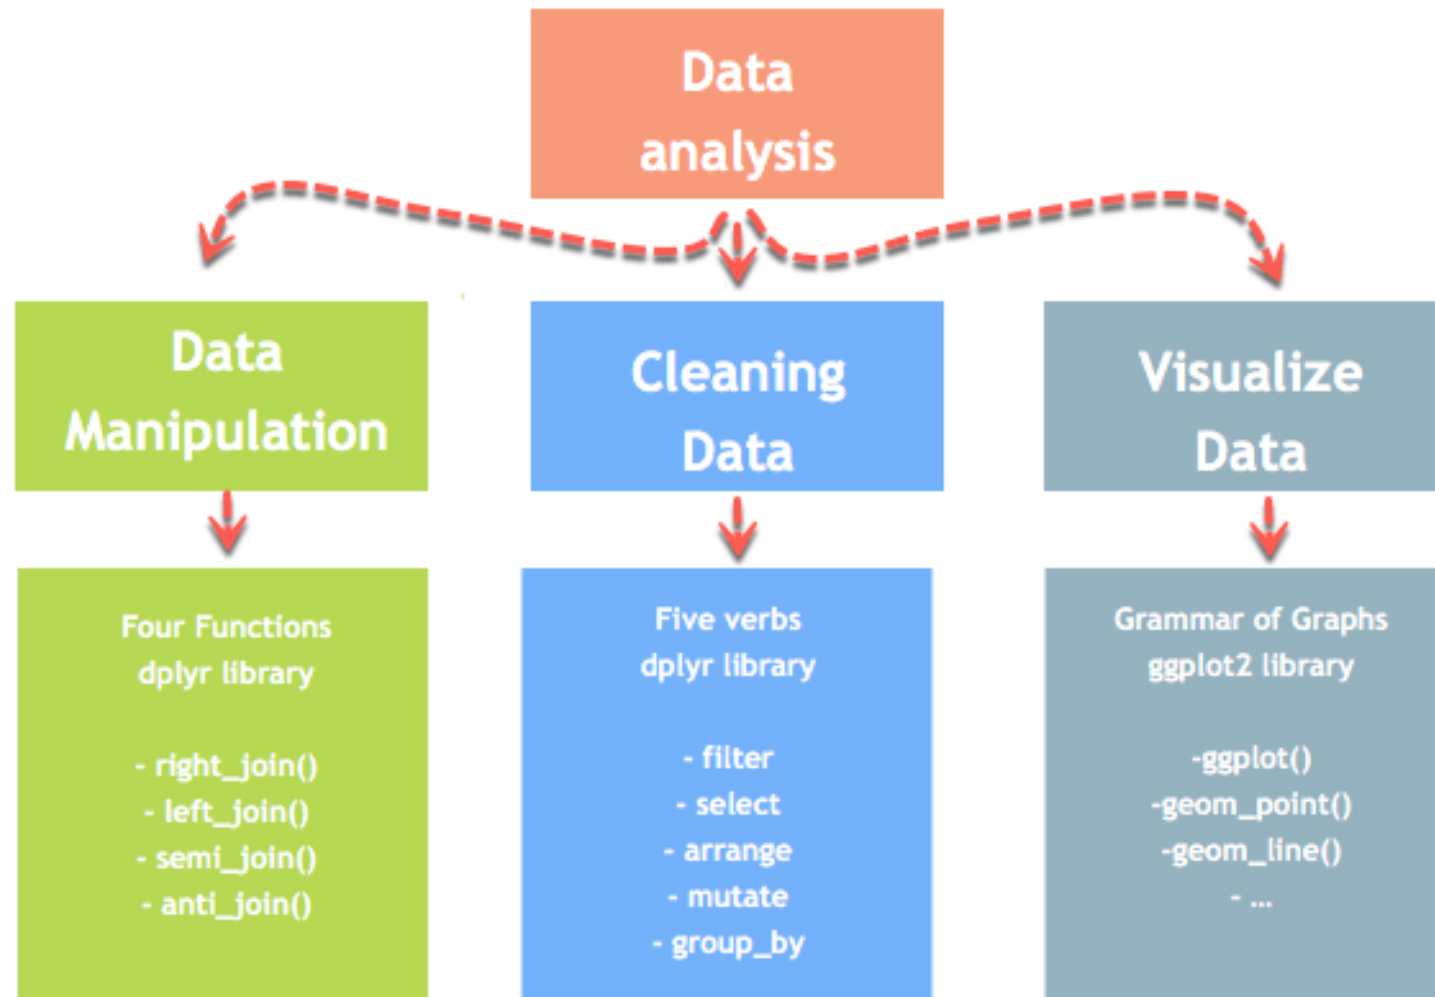 Data
analysis
Data
Manipulation
Cleaning
Data
Visualize
Data
Four Functions
dplyr library
- right_join()
- left_join()
- semi_join()
- anti_join()
Five verbs
dplyr library
- filter
- select
- arrange
- mutate
- group_by
Grammar of Graphs
ggplot2 library
-ggplot()
-geom_point()
-geom_line()
- ...